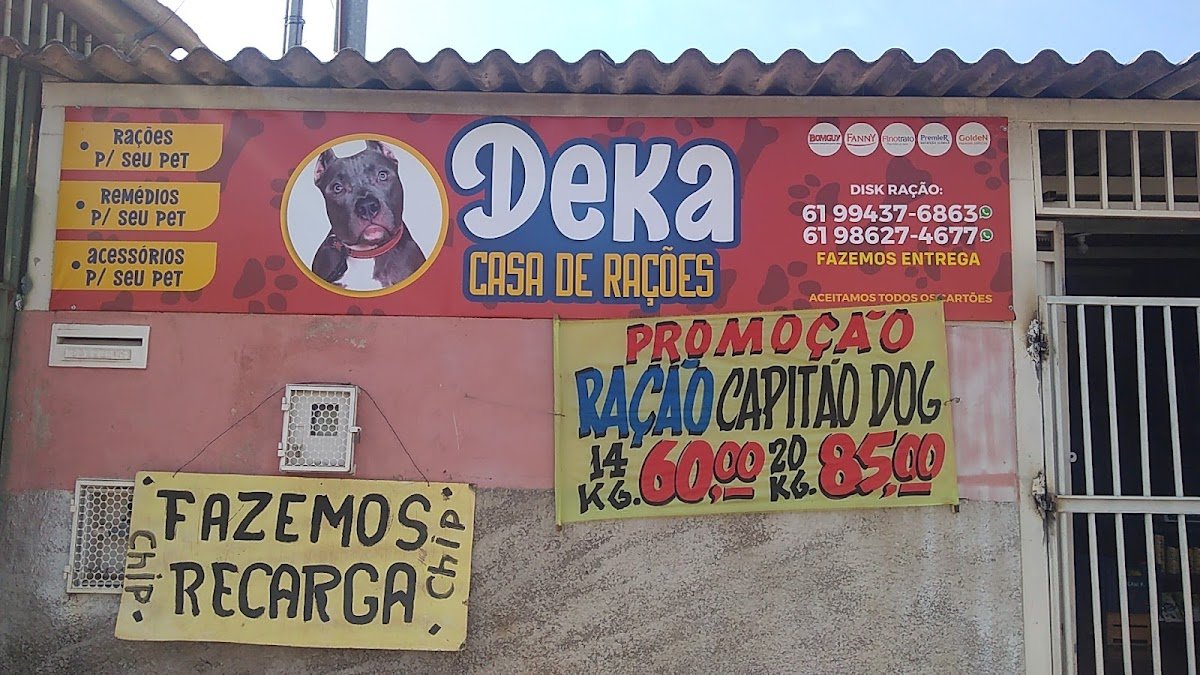 RAÇÕES
P/ SEU PET
REMÉDIOS
P/ SEU PET
ACESSÓRIOS
P/ SEU PET
Deka
CASA DE RAÇÕES
BOMGUY FANNY Finotrato PremieR GoldeN
DISK RAÇÃO:
61 99437-6863
61 98627-4677
FAZEMOS ENTREGA
ACEITAMOS TODOS OS CARTÕES
PROMOÇÃO
RAÇÃO CAPITÃO DOG
14 KG. 60,00 20 KG. 85,00
FAZEMOS
RECARGA
CHIP
CHIP